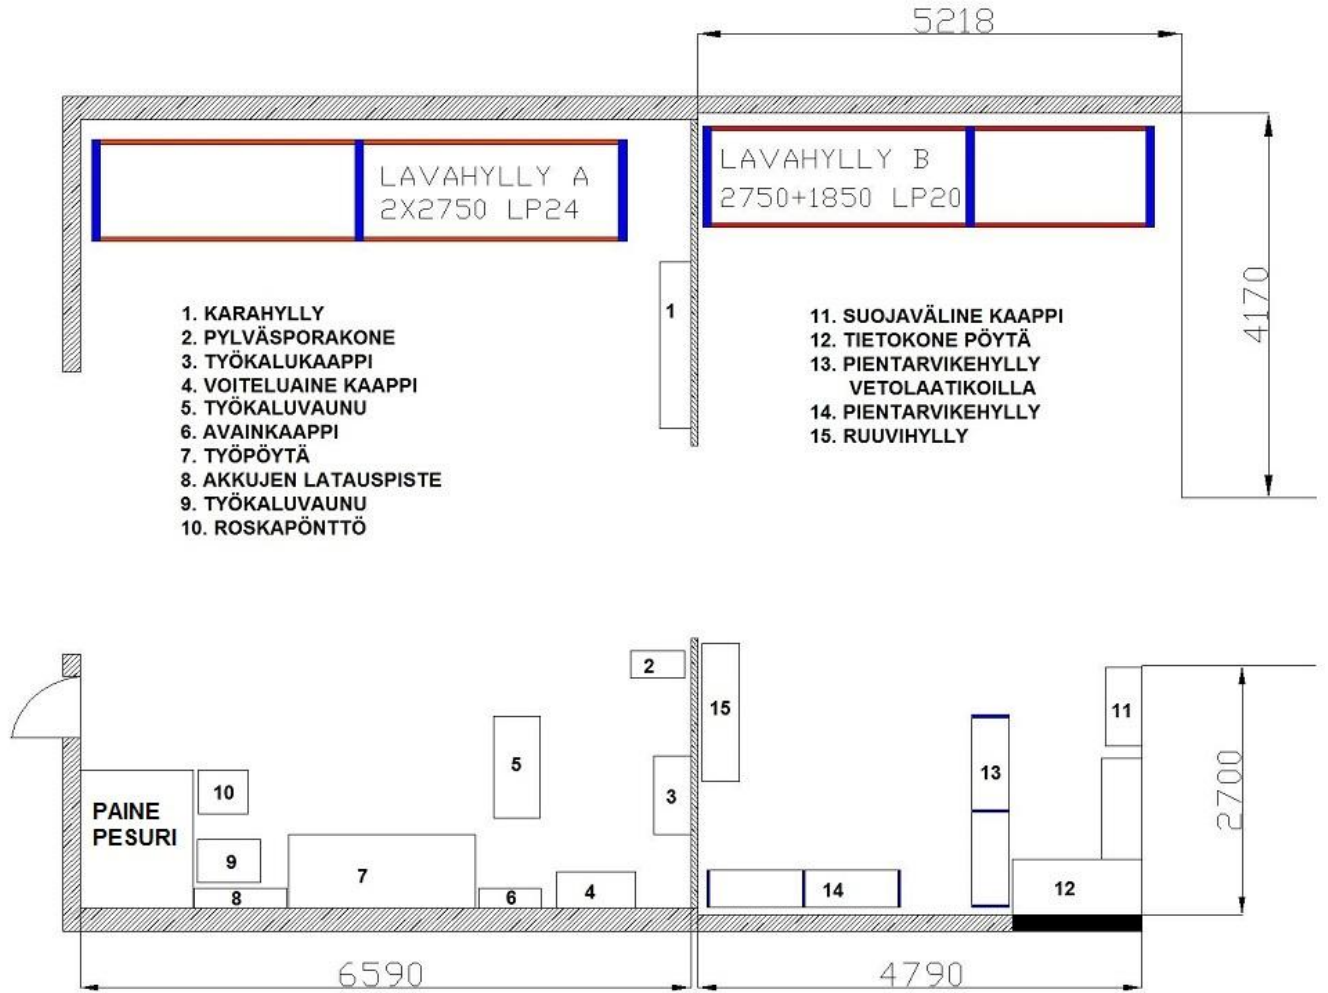 5218
LAVAHYLLY A
2X2750 LP24
LAVAHYLLY B
2750+1850 LP20
4170
1
1. KARAHYLLY
2. PYLVÄSPORAKONE
3. TYÖKALUKAAPPI
4. VOITELUAINE KAAPPI
5. TYÖKALUVAUNU
6. AVAINKAAPPI
7. TYÖPÖYTÄ
8. AKKUJEN LATAUSPISTE
9. TYÖKALUVAUNU
10. ROSKAPÖNTTÖ
11. SUOJAVÄLINE KAAPPI
12. TIETOKONE PÖYTÄ
13. PIENTARVIKEHYLLY
VETOLAATIKOILLA
14. PIENTARVIKEHYLLY
15. RUUVIHYLLY
2
15
11
5
13
10
3
PAINE
PESURI
2700
9
7
8
6
4
14
12
6590
4790